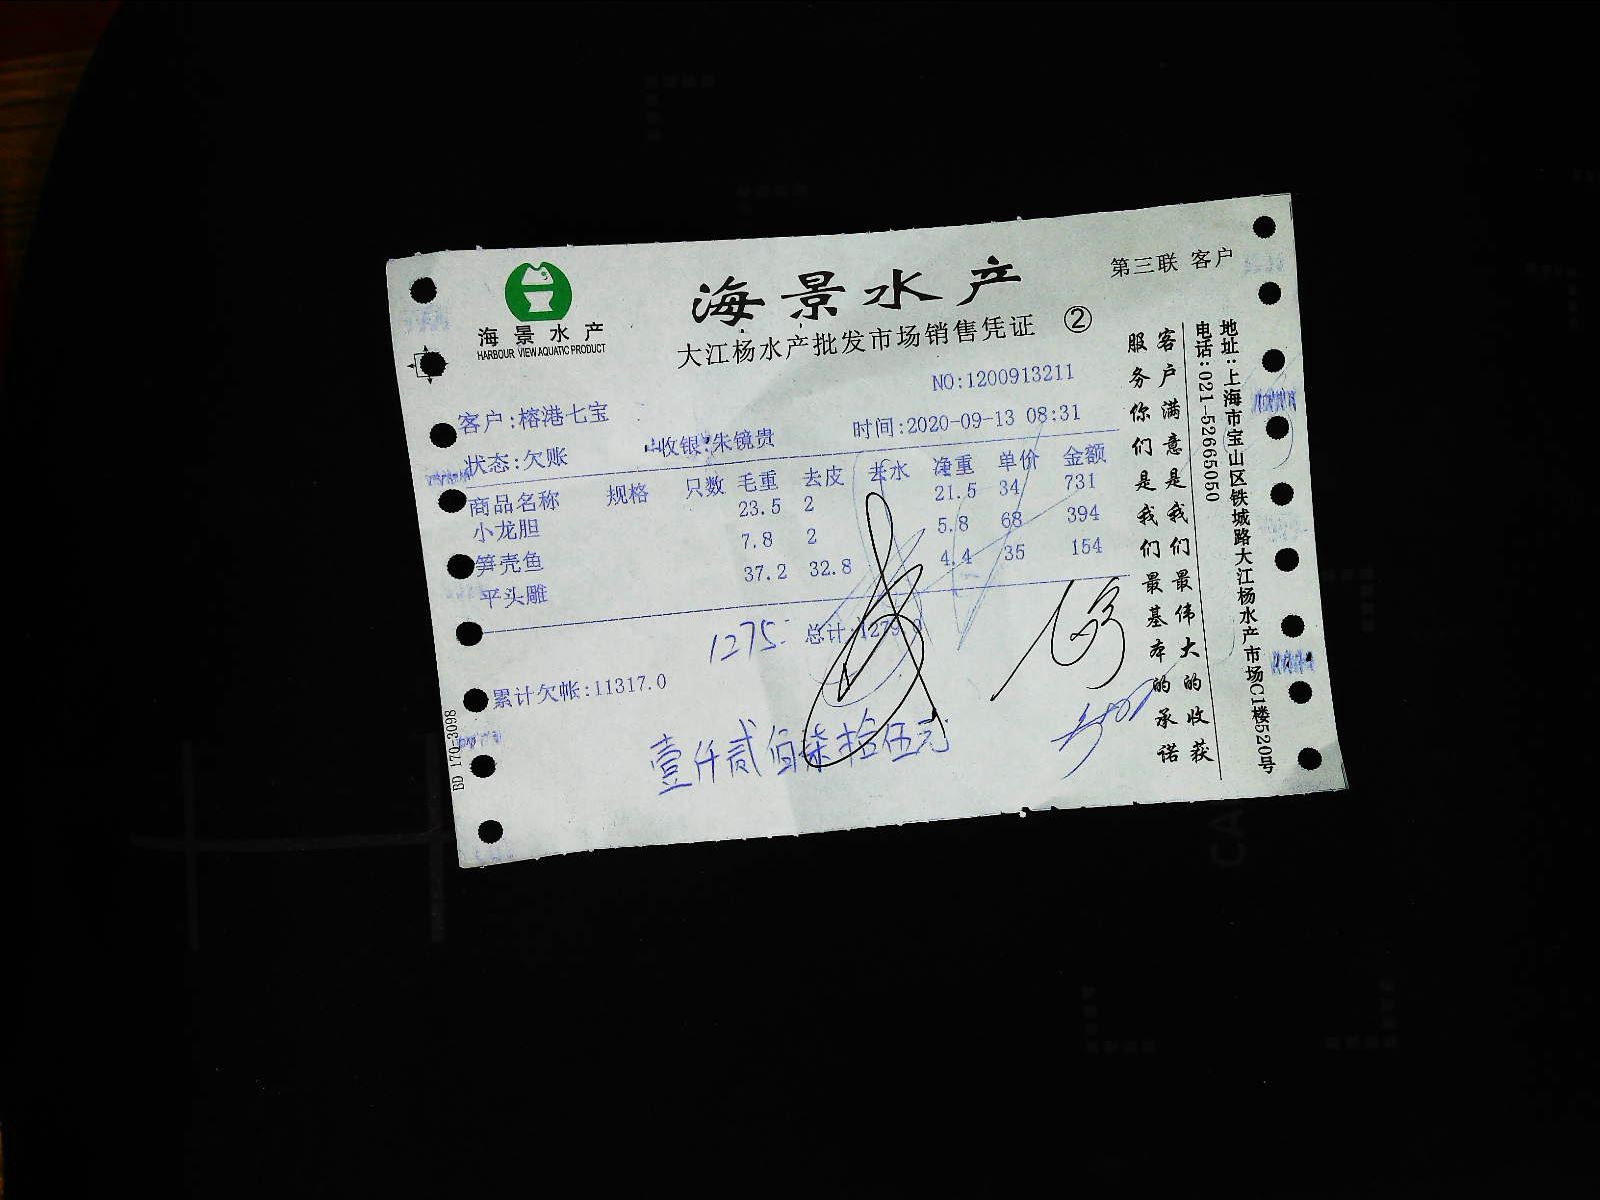 海景水产
HARBOUR VIEW AQUATIC PRODUCT
海景水产
大江杨水产批发市场销售凭证 ②
第三联 客户
NO:1200913211
客户:榕港七宝
状态:欠账 收银:朱镜贵 时间:2020-09-13 08:31
商品名称 规格 只数 毛重 去皮 去水 净重 单价 金额
小龙胆 23.5 2 21.5 34 731
笋壳鱼 7.8 2 5.8 68 394
平头雕 37.2 32.8 4.4 35 154
1275 总计:1279.0
累计欠帐:11317.0
壹仟贰佰柒拾伍元
BD 170-3098
客户满意是我们最伟大的收获
服务你们是我们最基本的承诺
地址:上海市宝山区铁城路大江杨水产市场C1楼520号
电话:021-52665050